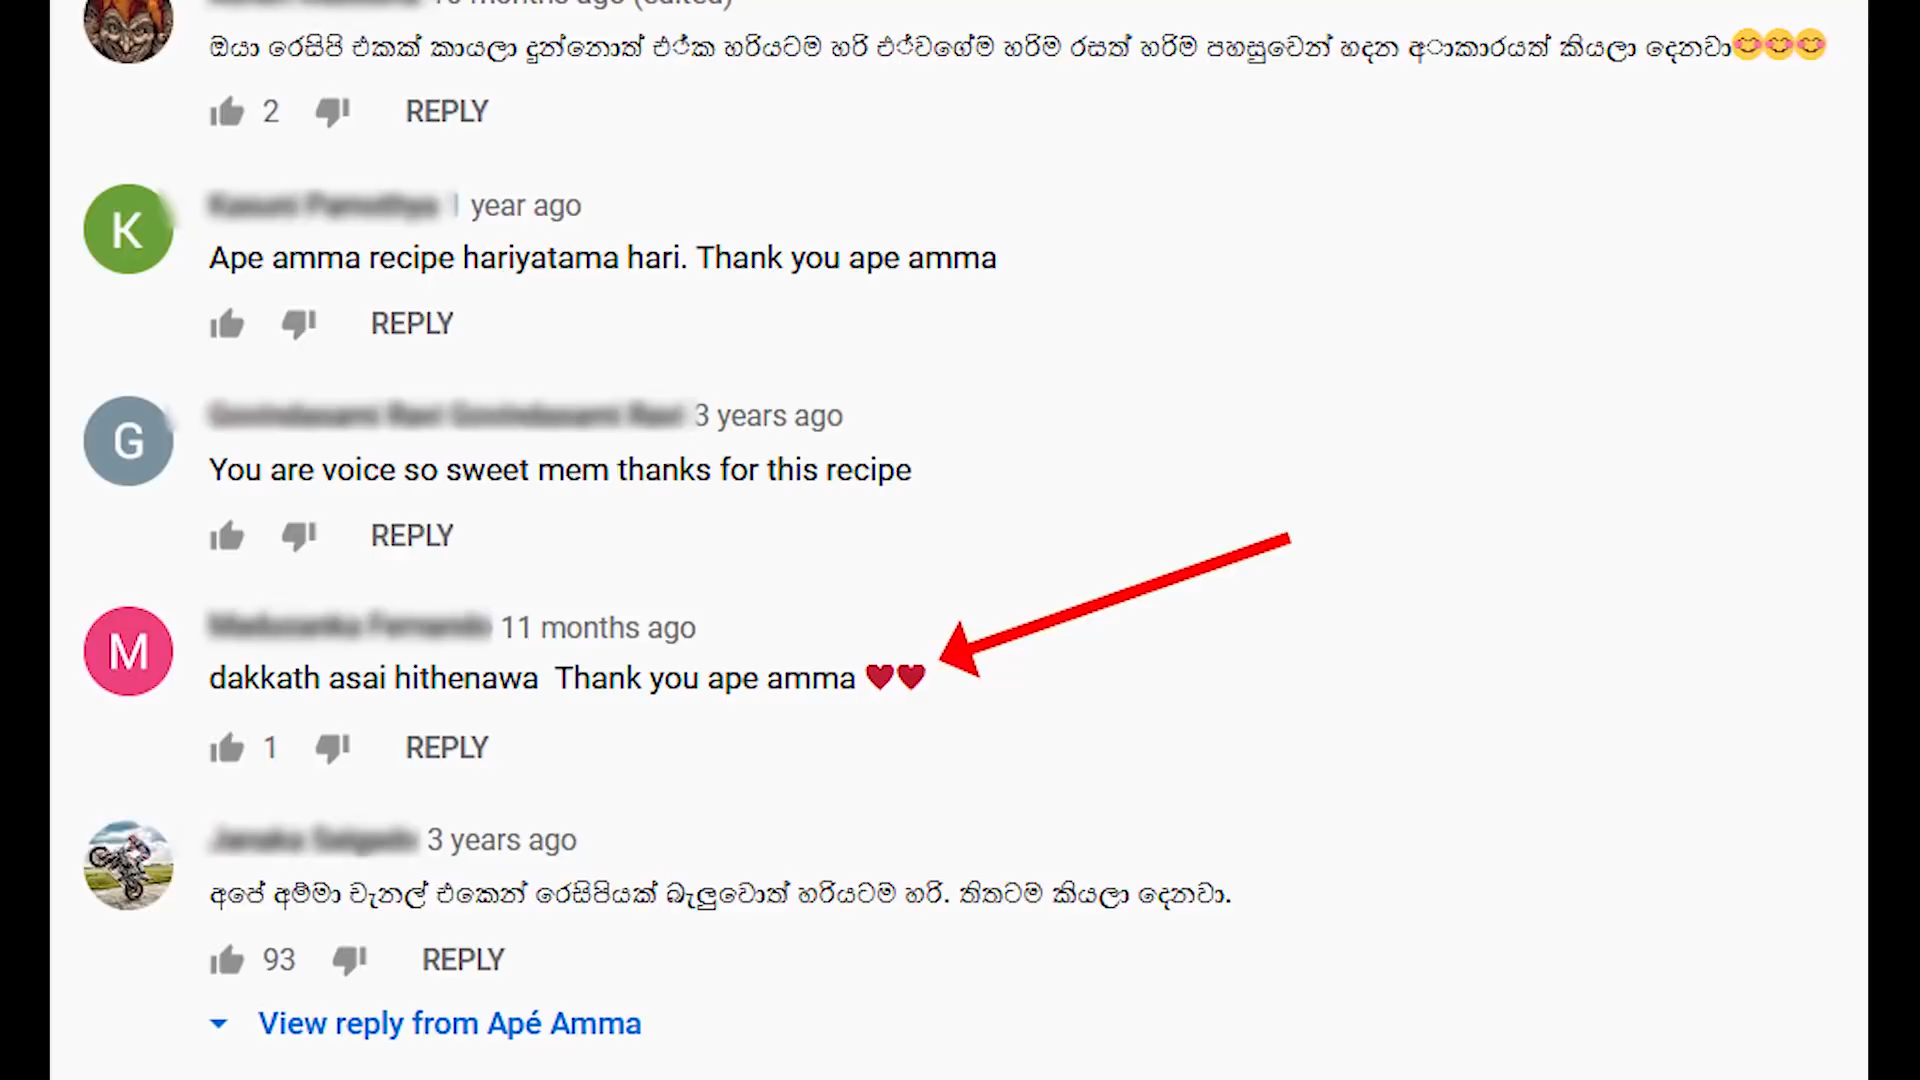 ඔයා රෙසිපි එකක් කායලා දුන්නොත් එ්ක හරියටම හරි එ්වගේම හරිම රසත් හරිම පහසුවෙන් හදන අාකාරයත් කියලා දෙනවා😊😊😊
2 REPLY
K
1 year ago
Ape amma recipe hariyatama hari. Thank you ape amma
REPLY
G
3 years ago
You are voice so sweet mem thanks for this recipe
REPLY
M
11 months ago
dakkath asai hithenawa Thank you ape amma ♥♥
1 REPLY
3 years ago
අපේ අම්මා චැනල් එකෙන් රෙසිපියක් බැලුවොත් හරියටම හරි. තිතටම කියලා දෙනවා.
93 REPLY
View reply from Apé Amma